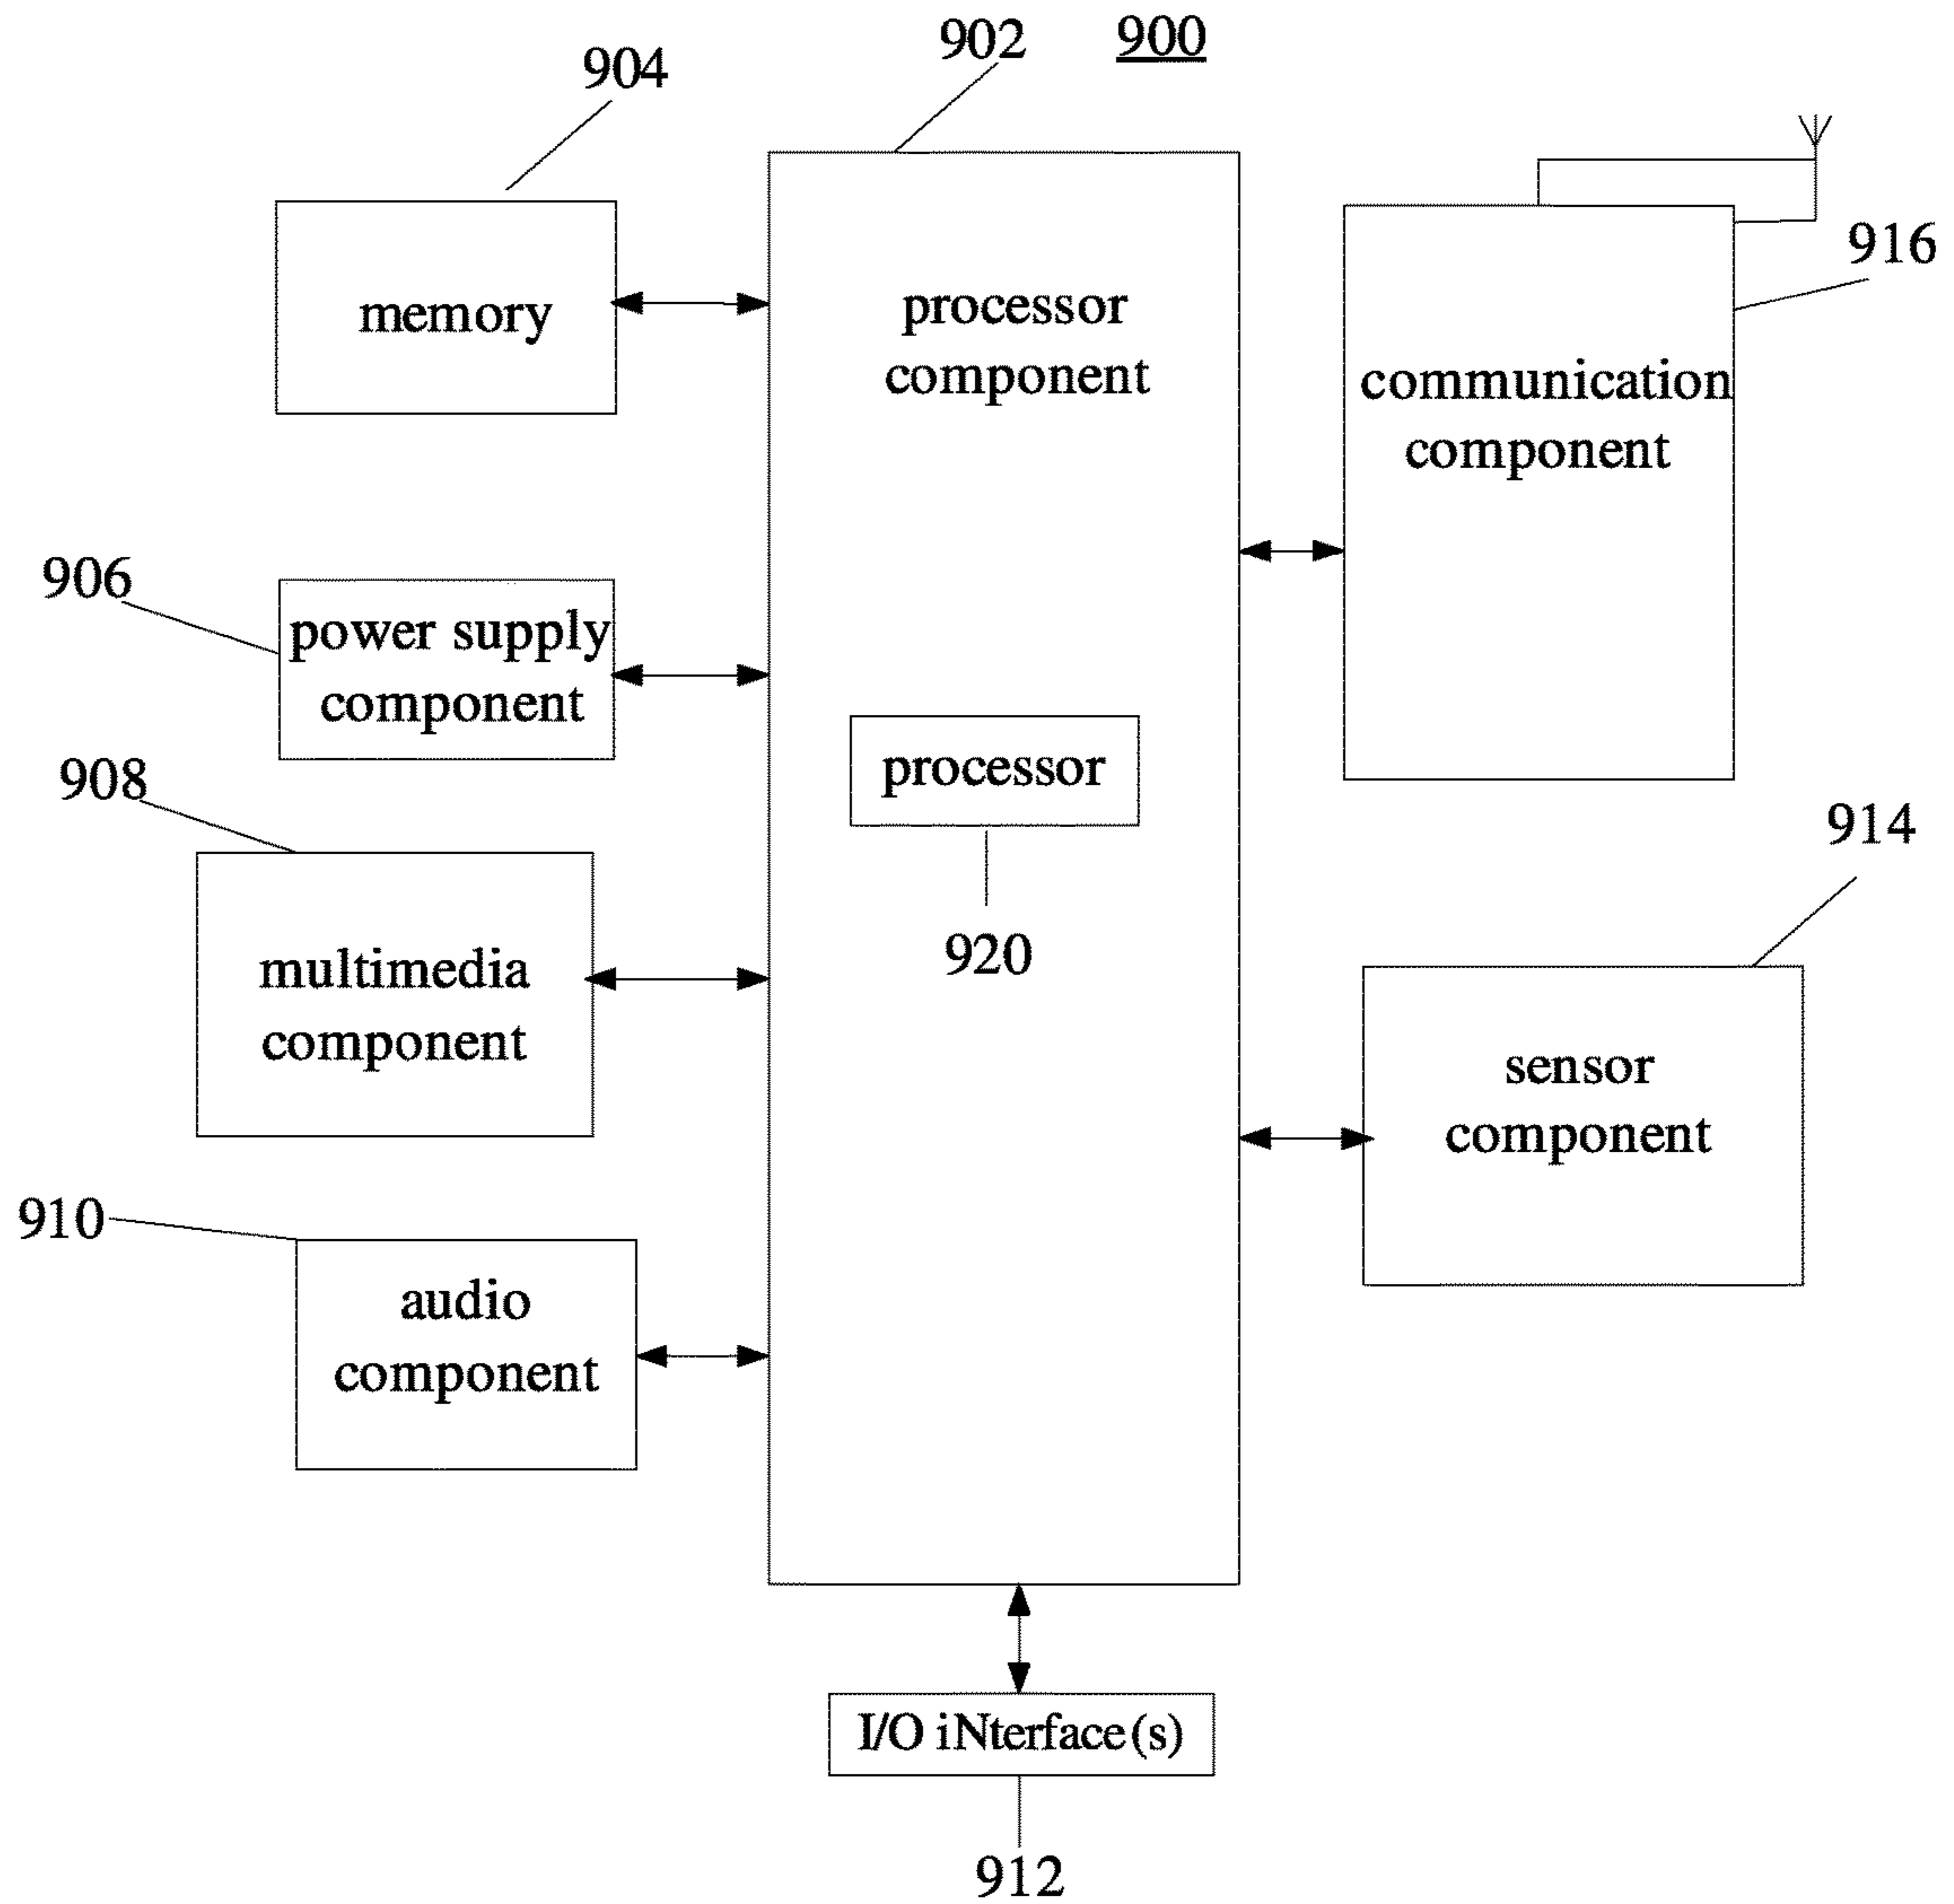 902
900
904
memory
processor
component
916
communication
component
906
power supply
component
908
processor
914
920
multimedia
component
sensor
component
910
audio
component
I/O iNterface(s)
912